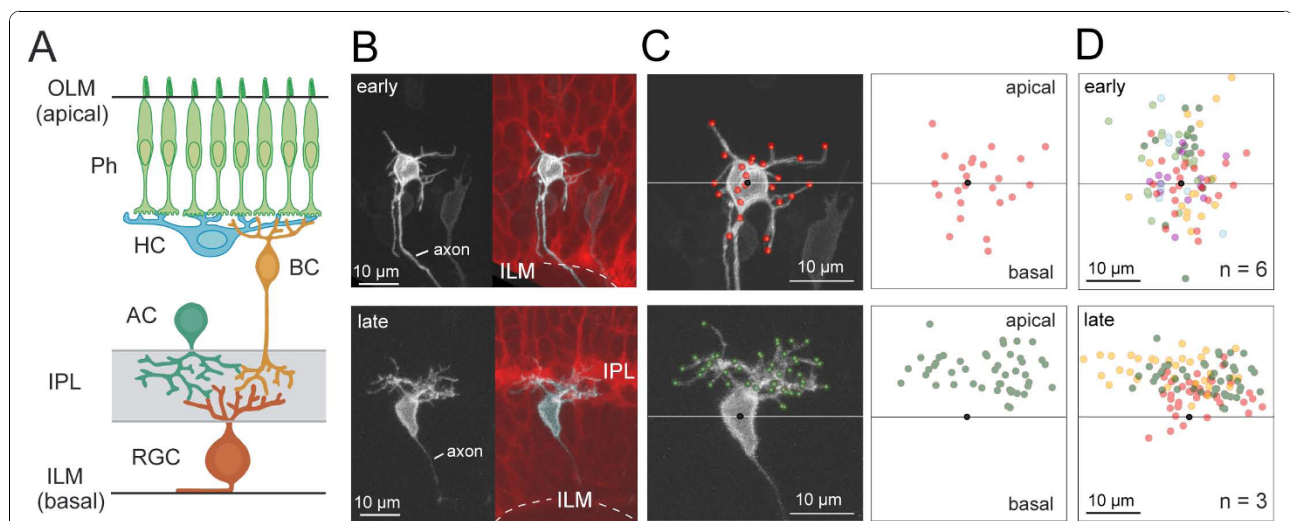 A
OLM
(apical)
Ph
HC
BC
AC
IPL
RGC
ILM
(basal)
B
early
axon
10 µm
ILM
late
IPL
axon
10 µm
ILM
C
10 µm
apical
basal
10 µm
apical
basal
D
early
10 µm
n = 6
late
10 µm
n = 3